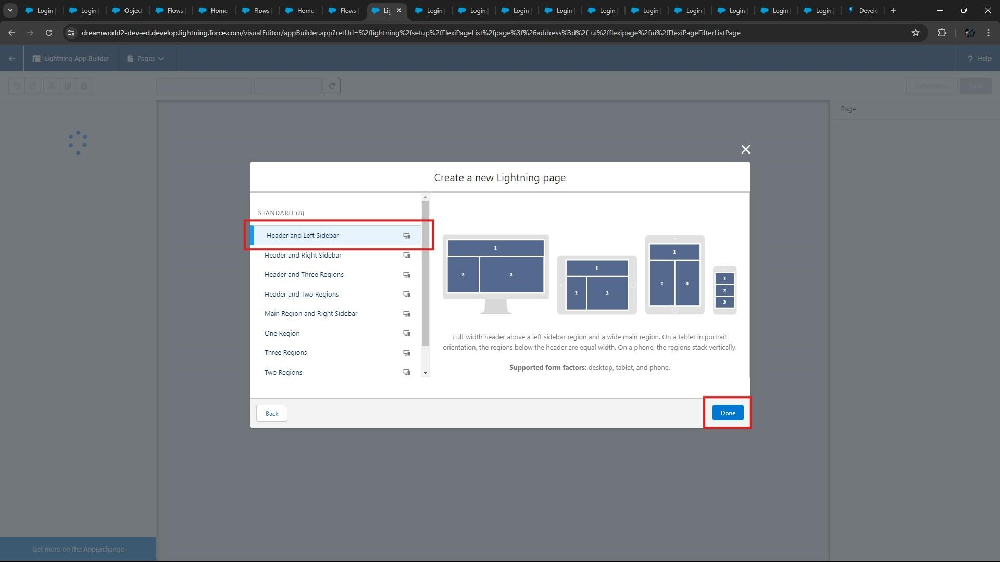 Login
Login
Object
Flows
Home
Flows
Home
Flows
Lig
Login
Login
Login
Login
Login
Login
Login
Login
Login
Login
Develo
dreamworld2-dev-ed.develop.lightning.force.com/visualEditor/appBuilder.app?retUrl=%2flightning%2fsetup%2fFlexiPageList%2fpage%3f%26address%3d%2f_ui%2fflexipage%2fui%2fFlexiPageFilterListPage
Lightning App Builder
Pages
? Help
Activation...
Save
Page
Create a new Lightning page
STANDARD (8)
Header and Left Sidebar
Header and Right Sidebar
Header and Three Regions
Header and Two Regions
Main Region and Right Sidebar
One Region
Three Regions
Two Regions
1
2 3
1
2 3
1
2 3
1
2
3
Full-width header above a left sidebar region and a wide main region. On a tablet in portrait
orientation, the regions below the header are equal width. On a phone, the regions stack vertically.
Supported form factors: desktop, tablet, and phone.
Back
Done
Get more on the AppExchange